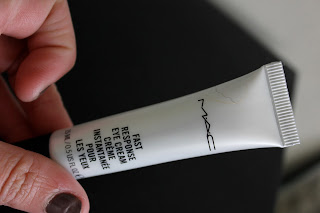 MAC
FAST
RESPONSE
EYE CREAM
CRÈME
INSTANTANÉE
POUR
LES YEUX